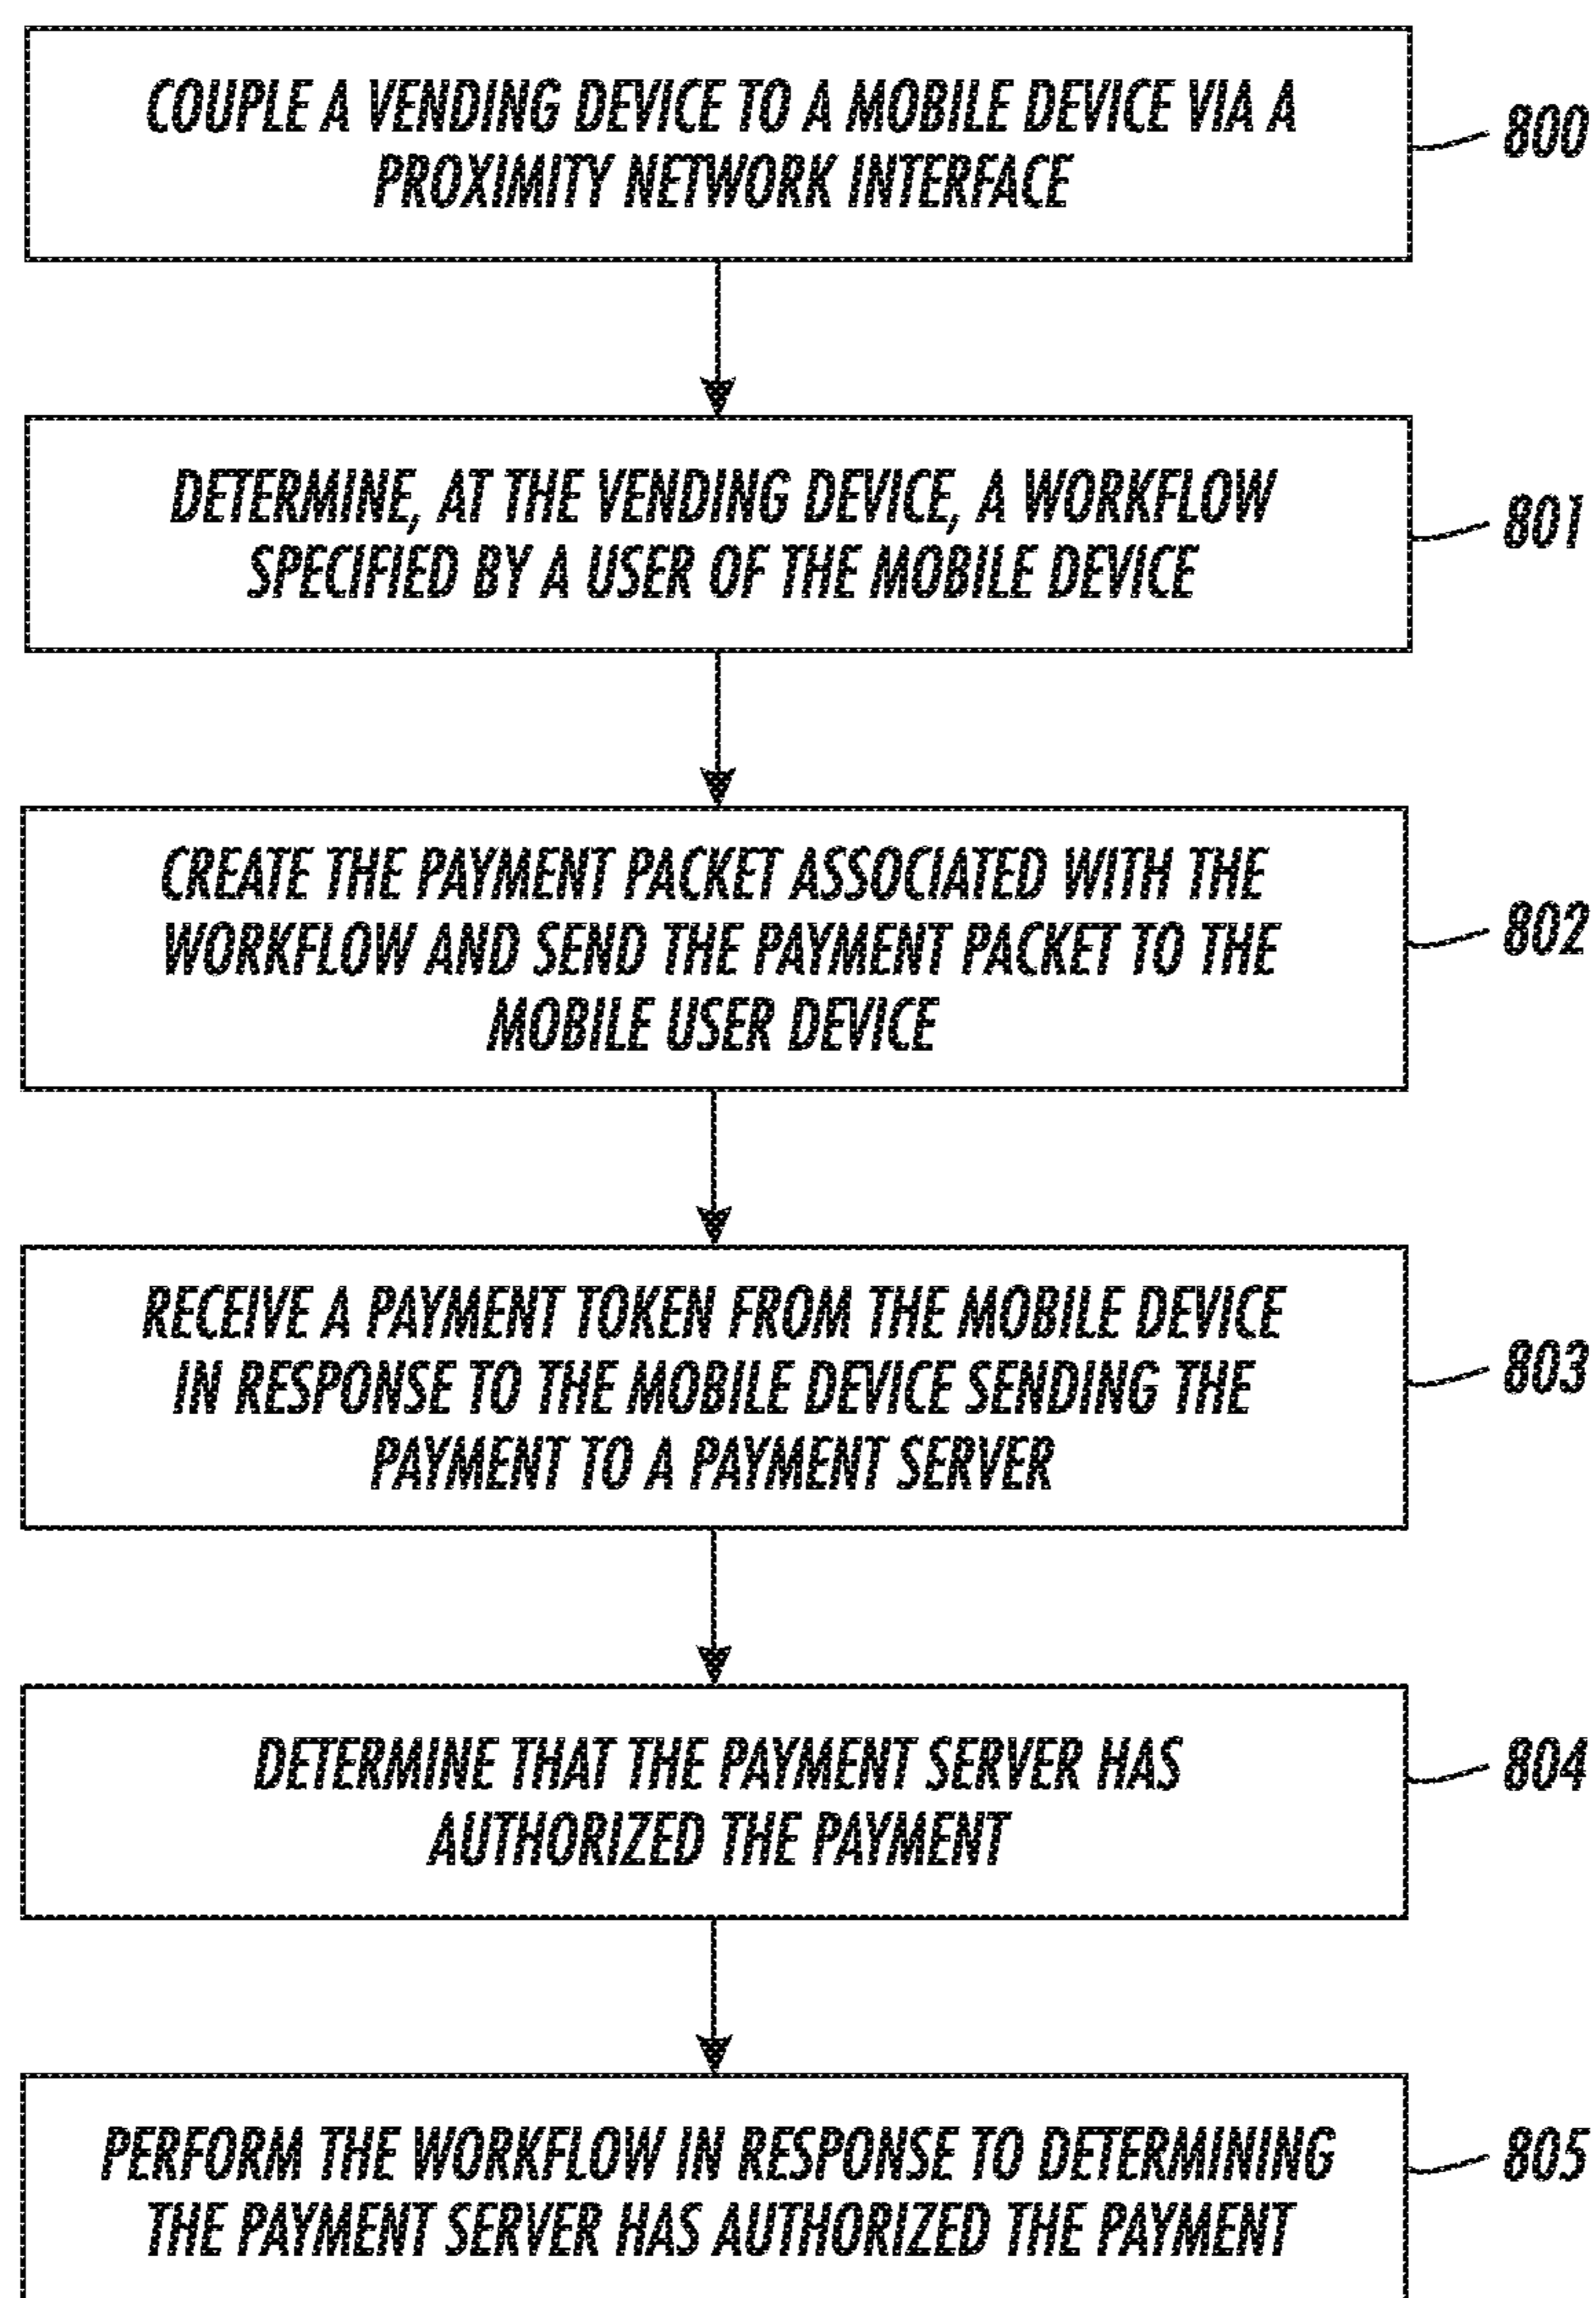 COUPLE A VENDING DEVICE TO A MOBILE DEVICE VIA A
PROXIMITY NETWORK INTERFACE
800
DETERMINE, AT THE VENDING DEVICE, A WORKFLOW
SPECIFIED BY A USER OF THE MOBILE DEVICE
801
CREATE THE PAYMENT PACKET ASSOCIATED WITH THE
WORKFLOW AND SEND THE PAYMENT PACKET TO THE
MOBILE USER DEVICE
802
RECEIVE A PAYMENT TOKEN FROM THE MOBILE DEVICE
IN RESPONSE TO THE MOBILE DEVICE SENDING THE
PAYMENT TO A PAYMENT SERVER
803
DETERMINE THAT THE PAYMENT SERVER HAS
AUTHORIZED THE PAYMENT
804
PERFORM THE WORKFLOW IN RESPONSE TO DETERMINING
THE PAYMENT SERVER HAS AUTHORIZED THE PAYMENT
805